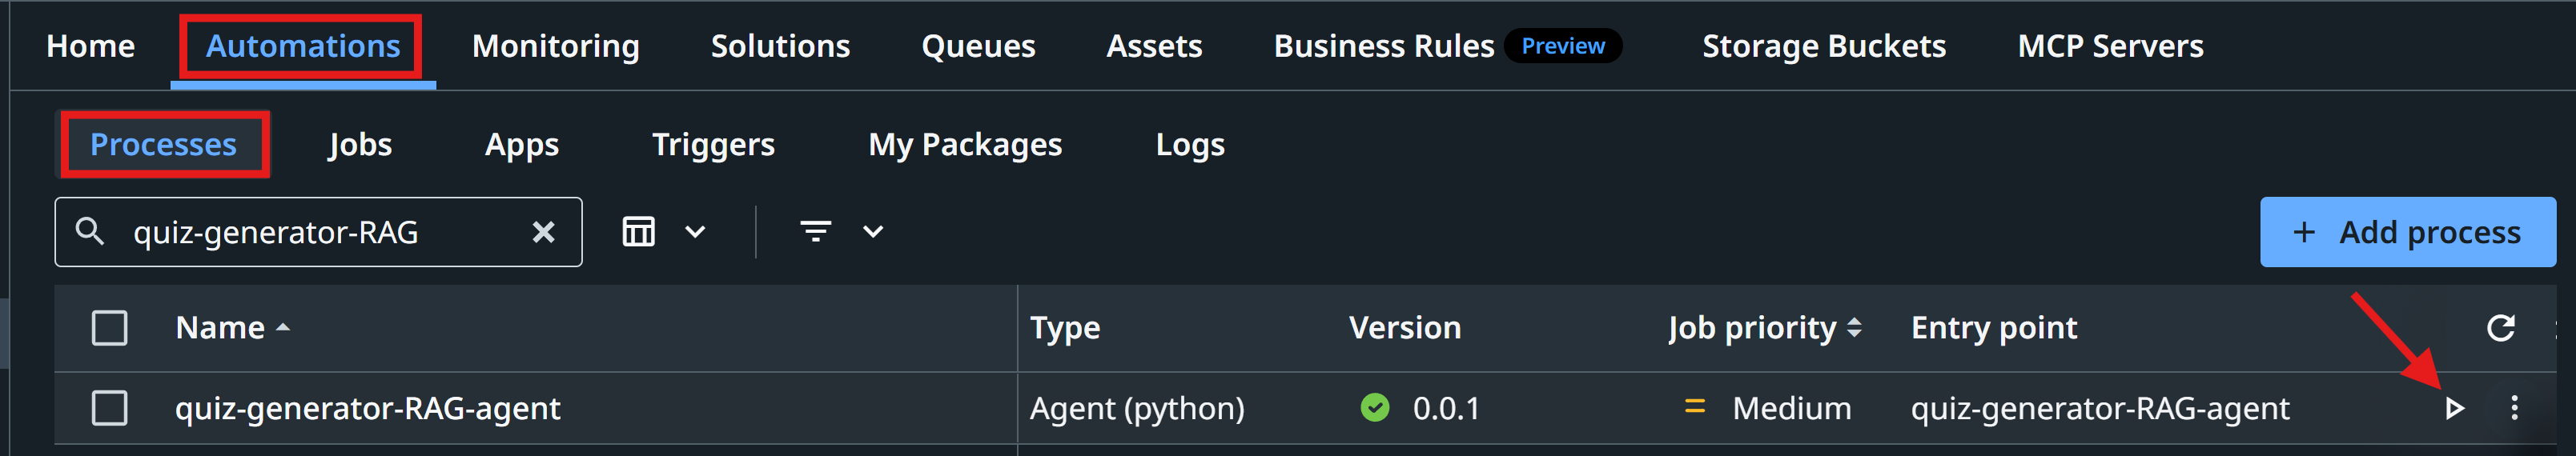 Home Automations Monitoring Solutions Queues Assets Business Rules Preview Storage Buckets MCP Servers
Processes Jobs Apps Triggers My Packages Logs
quiz-generator-RAG
Add process
Name Type Version Job priority Entry point
quiz-generator-RAG-agent Agent (python) 0.0.1 Medium quiz-generator-RAG-agent